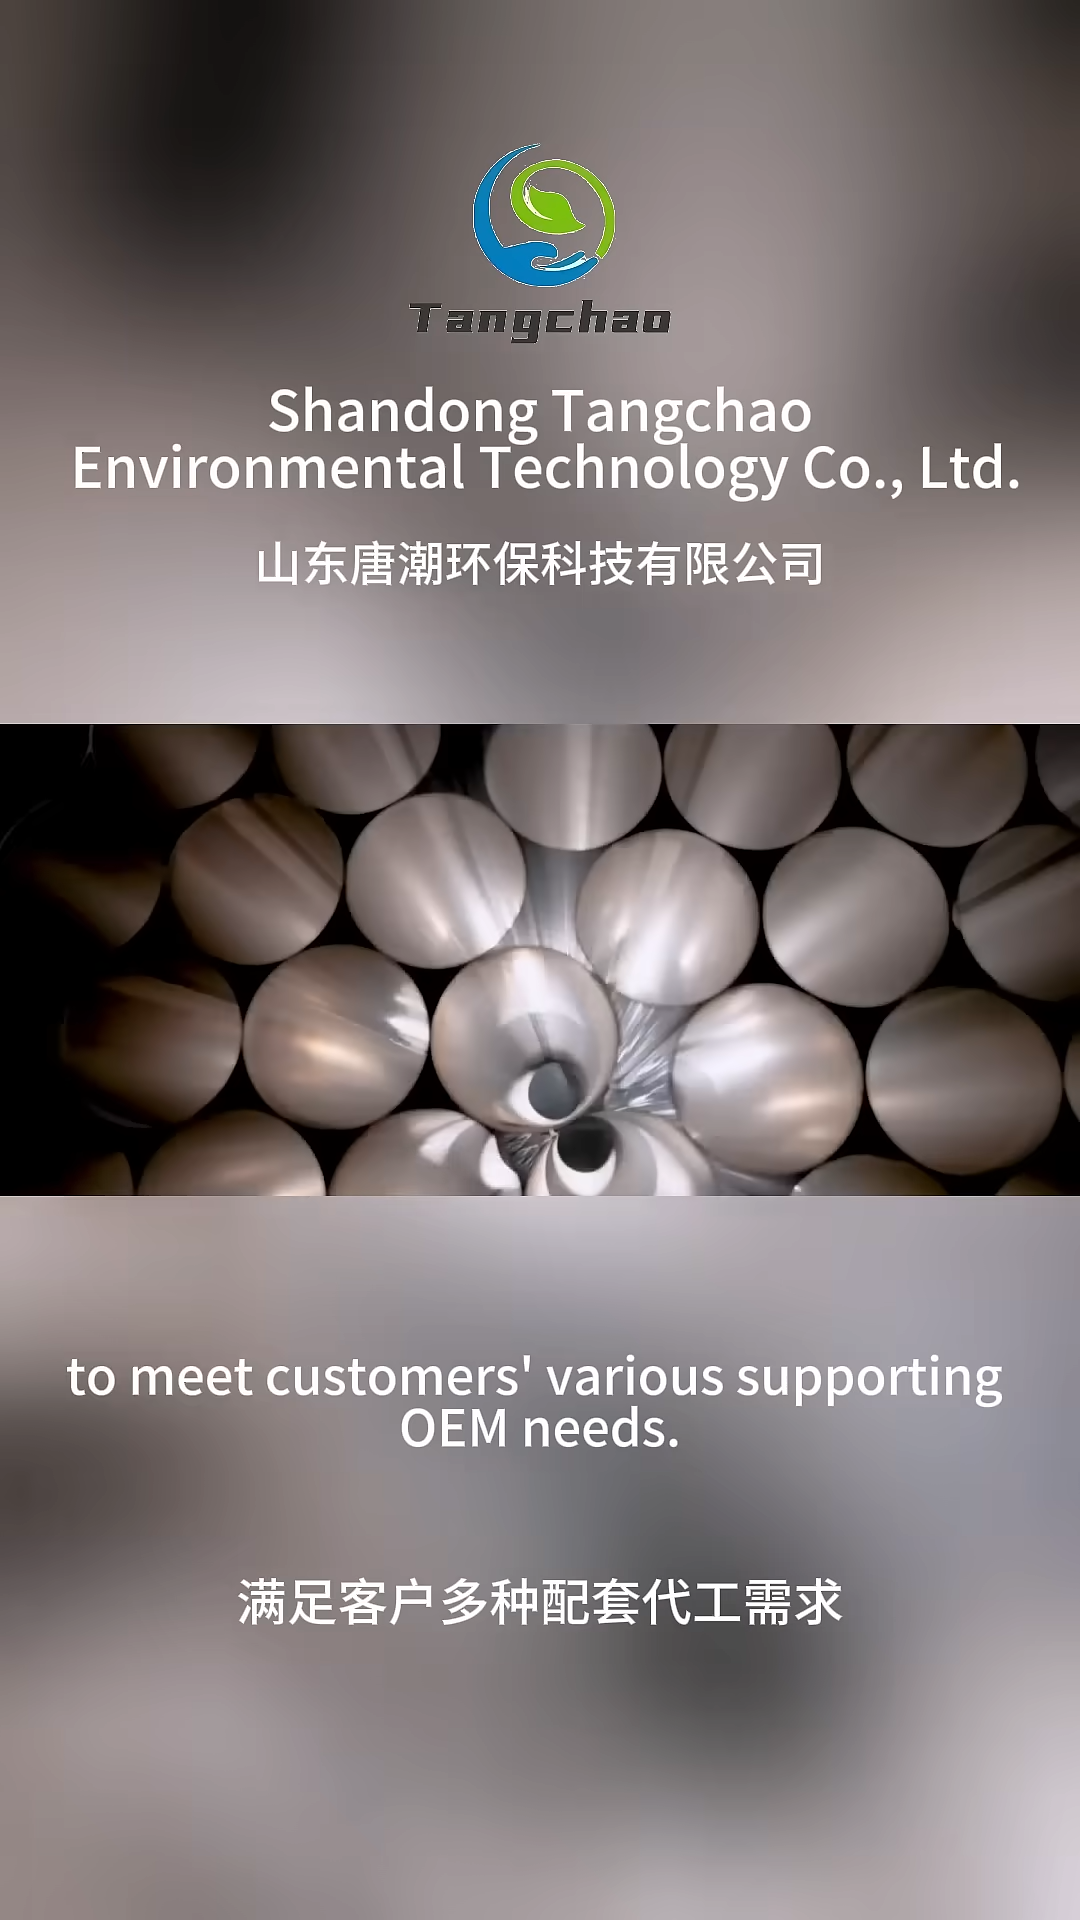 Tangchao
Shandong Tangchao
Environmental Technology Co., Ltd.
山东唐潮环保科技有限公司
to meet customers' various supporting
OEM needs.
满足客户多种配套代工需求